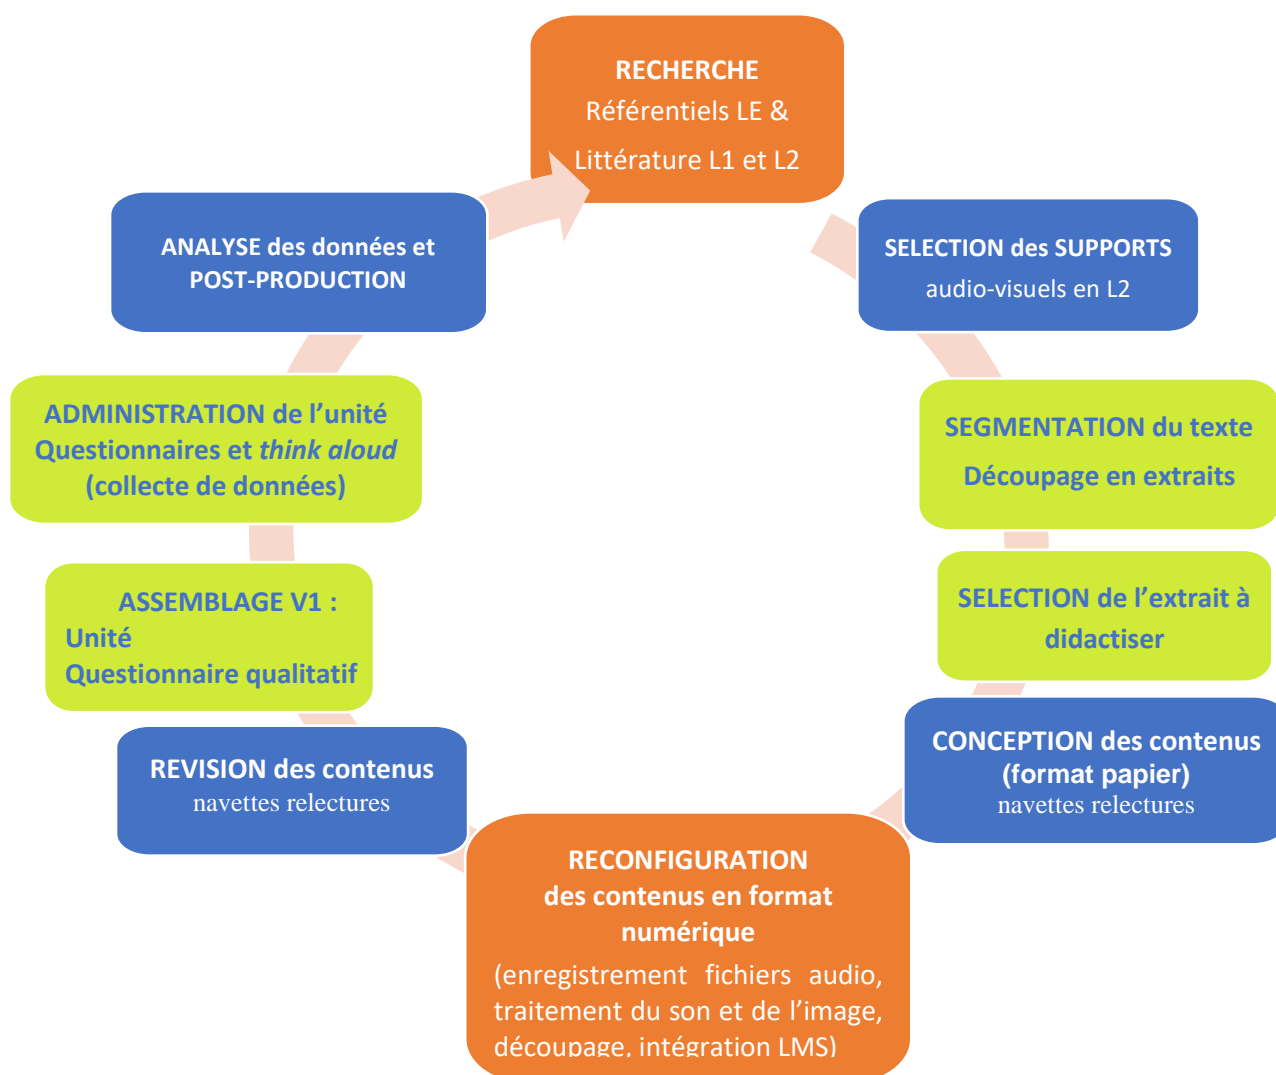 RECHERCHE
Référentiels LE &
Littérature L1 et L2
SELECTION des SUPPORTS
audio-visuels en L2
SEGMENTATION du texte
Découpage en extraits
SELECTION de l’extrait à
didactiser
CONCEPTION des contenus
(format papier)
navettes relectures
RECONFIGURATION
des contenus en format
numérique
(enregistrement fichiers audio,
traitement du son et de l’image,
découpage, intégration LMS)
REVISION des contenus
navettes relectures
ASSEMBLAGE V1 :
Unité
Questionnaire qualitatif
ADMINISTRATION de l’unité
Questionnaires et think aloud
(collecte de données)
ANALYSE des données et
POST-PRODUCTION